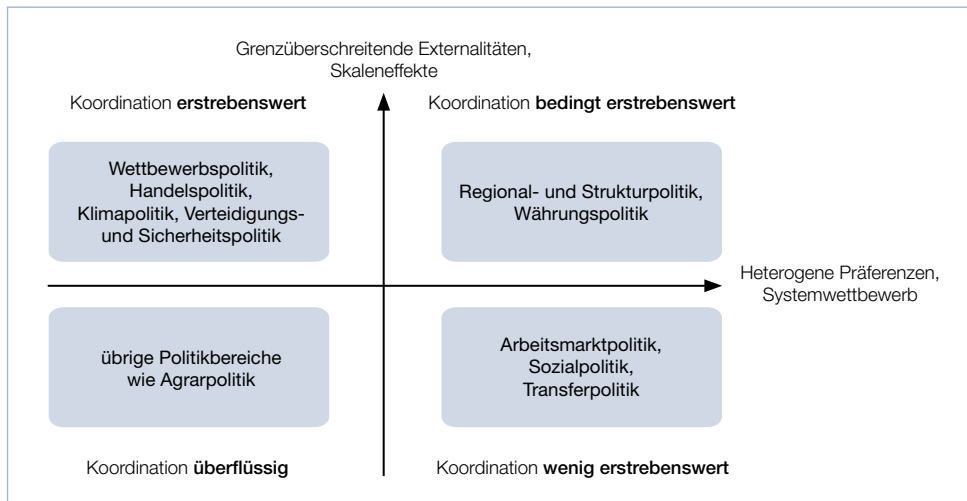 Grenzüberschreitende Externalitäten,
Skaleneffekte
Koordination erstrebenswert
Koordination bedingt erstrebenswert
Wettbewerbspolitik,
Handelspolitik,
Klimapolitik, Verteidigungs-
und Sicherheitspolitik
Regional- und Strukturpolitik,
Währungspolitik
Heterogene Präferenzen,
Systemwettbewerb
übrige Politikbereiche
wie Agrarpolitik
Arbeitsmarktpolitik,
Sozialpolitik,
Transferpolitik
Koordination überflüssig
Koordination wenig erstrebenswert